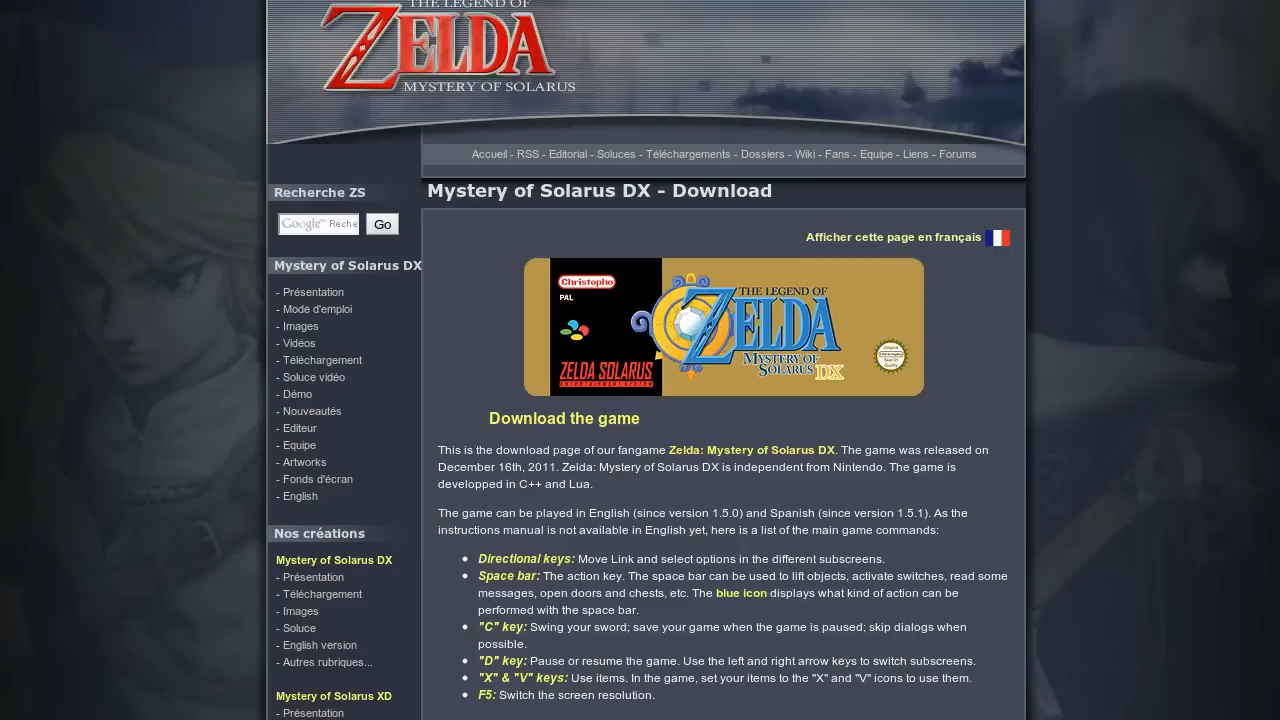 THE LEGEND OF
ZELDA
MYSTERY OF SOLARUS
Accueil - RSS - Editorial - Soluces - Téléchargements - Dossiers - Wiki - Fans - Equipe - Liens - Forums
Recherche ZS
Google™ Reche
Go
Mystery of Solarus DX
- Présentation
- Mode d'emploi
- Images
- Vidéos
- Téléchargement
- Soluce vidéo
- Démo
- Nouveautés
- Editeur
- Equipe
- Artworks
- Fonds d'écran
- English
Nos créations
Mystery of Solarus DX
- Présentation
- Téléchargement
- Images
- Soluce
- English version
- Autres rubriques...
Mystery of Solarus XD
- Présentation
Mystery of Solarus DX - Download
Afficher cette page en français
Christopho
PAL
ZELDA SOLARUS
ENTERTAINMENT SYSTEM
THE LEGEND OF
ZELDA
MYSTERY OF
SOLARUS DX
Original
Seal Of
Quality
Download the game
This is the download page of our fangame Zelda: Mystery of Solarus DX. The game was released on
December 16th, 2011. Zelda: Mystery of Solarus DX is independent from Nintendo. The game is
developped in C++ and Lua.
The game can be played in English (since version 1.5.0) and Spanish (since version 1.5.1). As the
instructions manual is not available in English yet, here is a list of the main game commands:
Directional keys: Move Link and select options in the different subscreens.
Space bar: The action key. The space bar can be used to lift objects, activate switches, read some
messages, open doors and chests, etc. The blue icon displays what kind of action can be
performed with the space bar.
"C" key: Swing your sword; save your game when the game is paused; skip dialogs when
possible.
"D" key: Pause or resume the game. Use the left and right arrow keys to switch subscreens.
"X" & "V" keys: Use items. In the game, set your items to the "X" and "V" icons to use them.
F5: Switch the screen resolution.